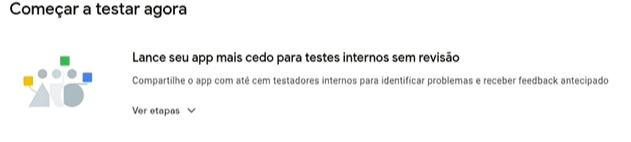 Começar a testar agora
Lance seu app mais cedo para testes internos sem revisão
Compartilhe o app com até cem testadores internos para identificar problemas e receber feedback antecipado
Ver etapas